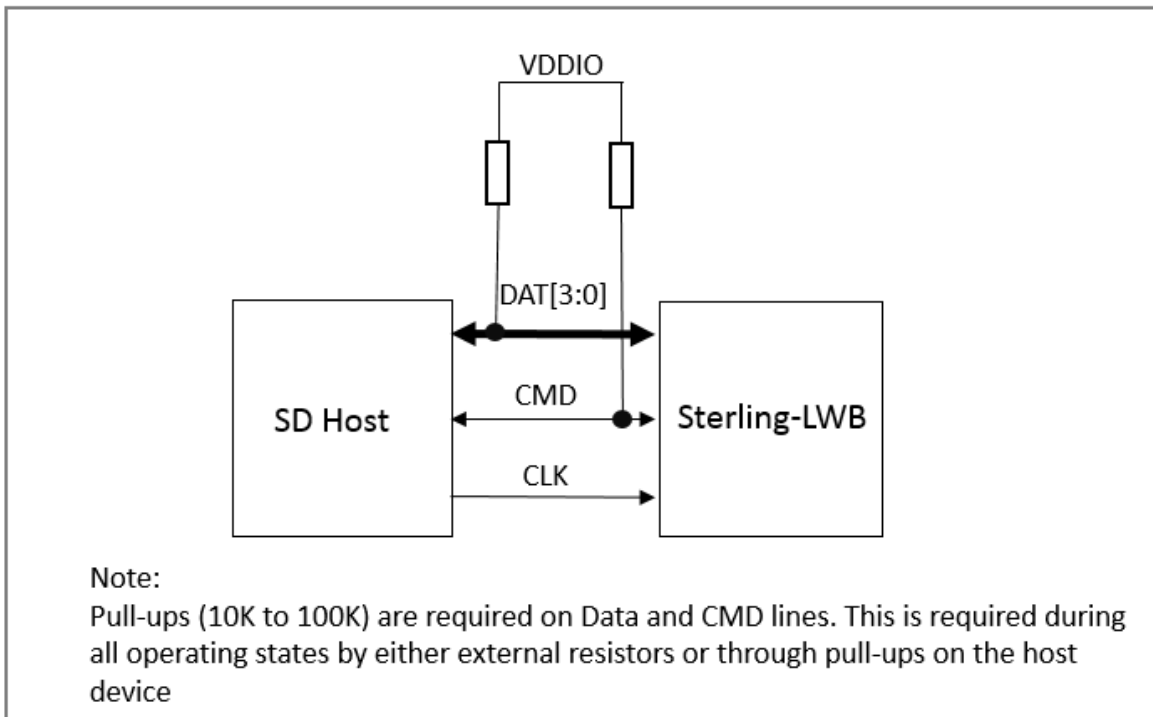 VDDIO
DAT[3:0]
SD Host
CMD
Sterling-LWB
CLK
Note:
Pull-ups (10K to 100K) are required on Data and CMD lines. This is required during
all operating states by either external resistors or through pull-ups on the host
device